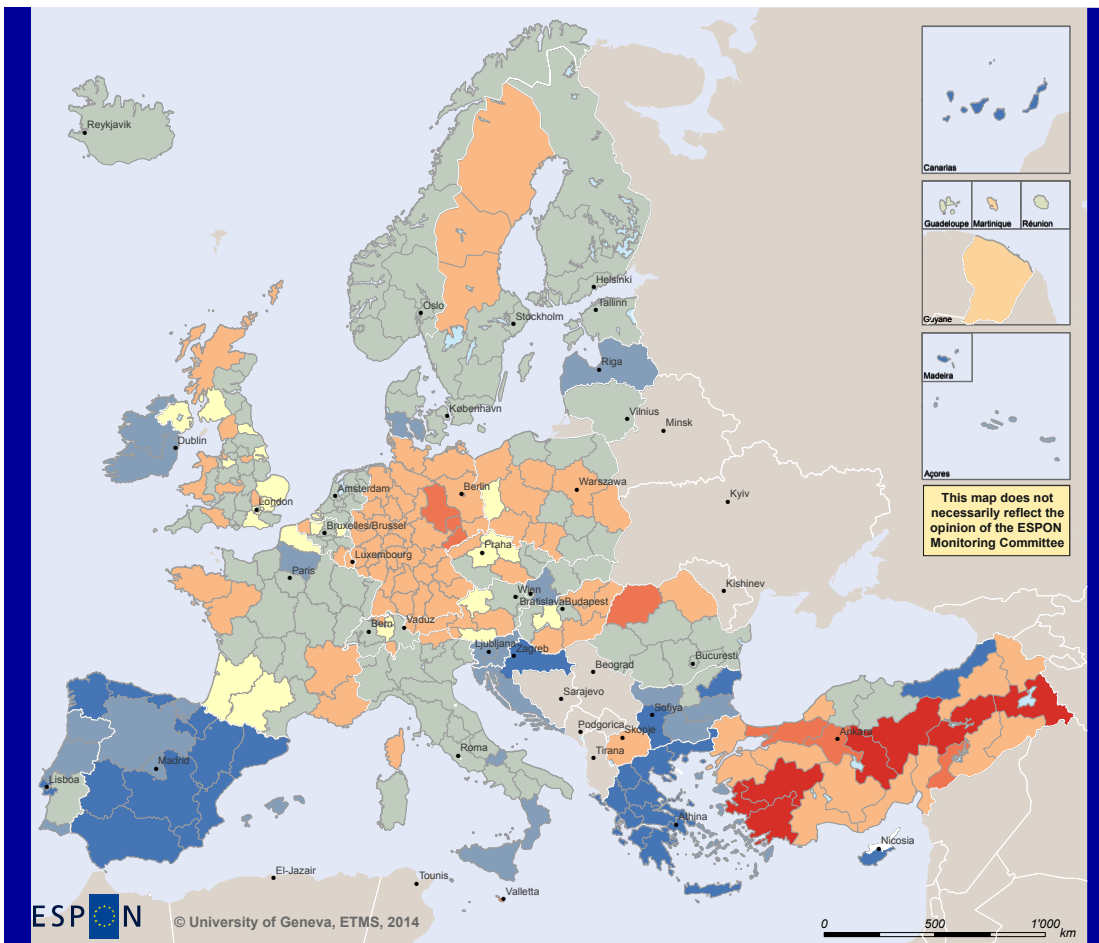 Reykjavik
Canarias
Guadeloupe
Martinique
Réunion
Guyane
Madeira
Açores
This map does not
necessarily reflect the
opinion of the ESPON
Monitoring Committee
Helsinki
Tallinn
Oslo
Stockholm
Riga
København
Vilnius
Minsk
Dublin
Amsterdam
Berlin
Warszawa
London
Kyiv
Bruxelles/Brussel
Praha
Luxembourg
Paris
Kishinev
Wien
Bratislava
Budapest
Bern
Vaduz
Ljubljana
Zagreb
Bucuresti
Beograd
Sarajevo
Sofiya
Podgorica
Skopje
Ankara
Madrid
Roma
Tirana
Lisboa
Athina
Nicosia
El-Jazair
Tounis
Valletta
ESPON
© University of Geneva, ETMS, 2014
0 500 1'000
km